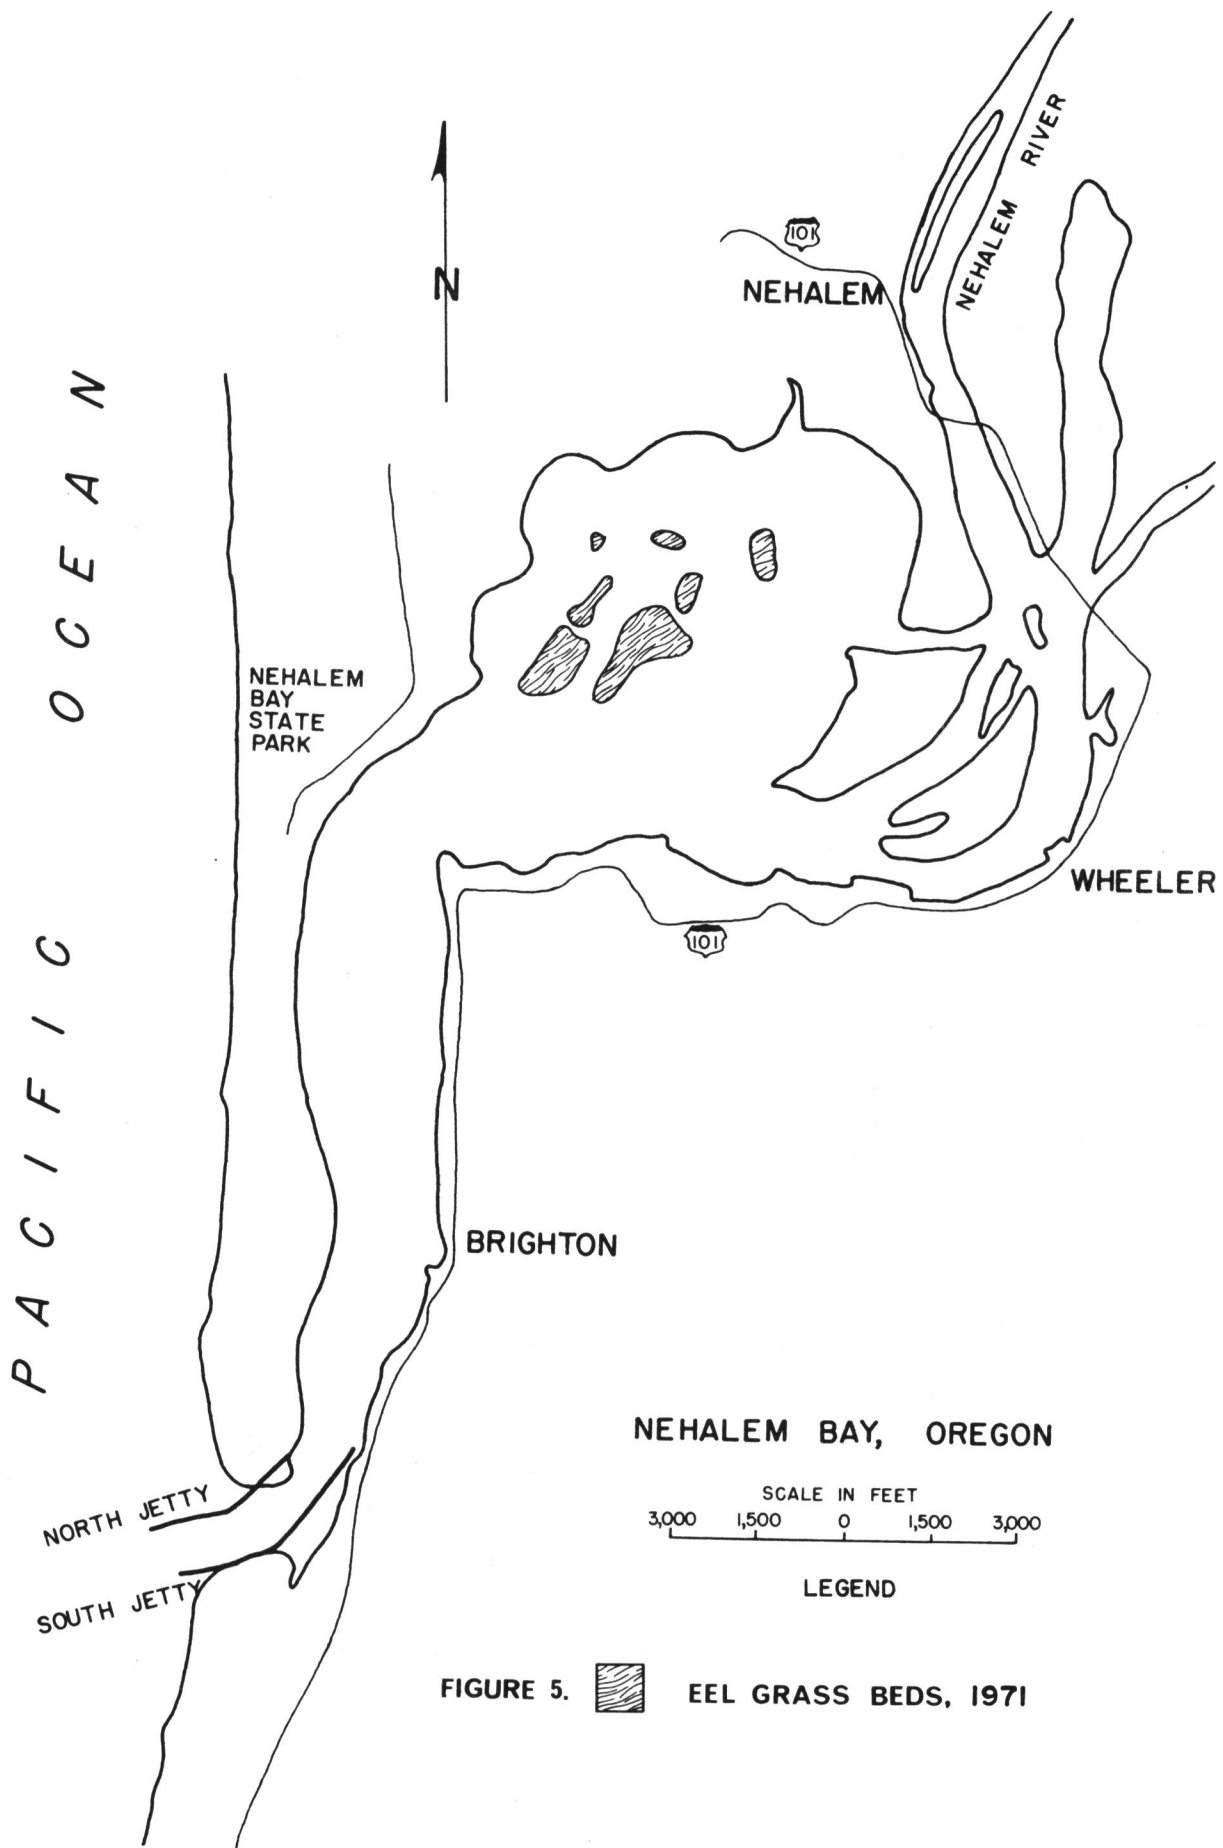 NEHALEM RIVER
101
NEHALEM
N
PACIFIC OCEAN
NEHALEM
BAY
STATE
PARK
WHEELER
101
BRIGHTON
NEHALEM BAY, OREGON
SCALE IN FEET
3,000 1,500 0 1,500 3,000
NORTH JETTY
SOUTH JETTY
LEGEND
FIGURE 5. EEL GRASS BEDS, 1971